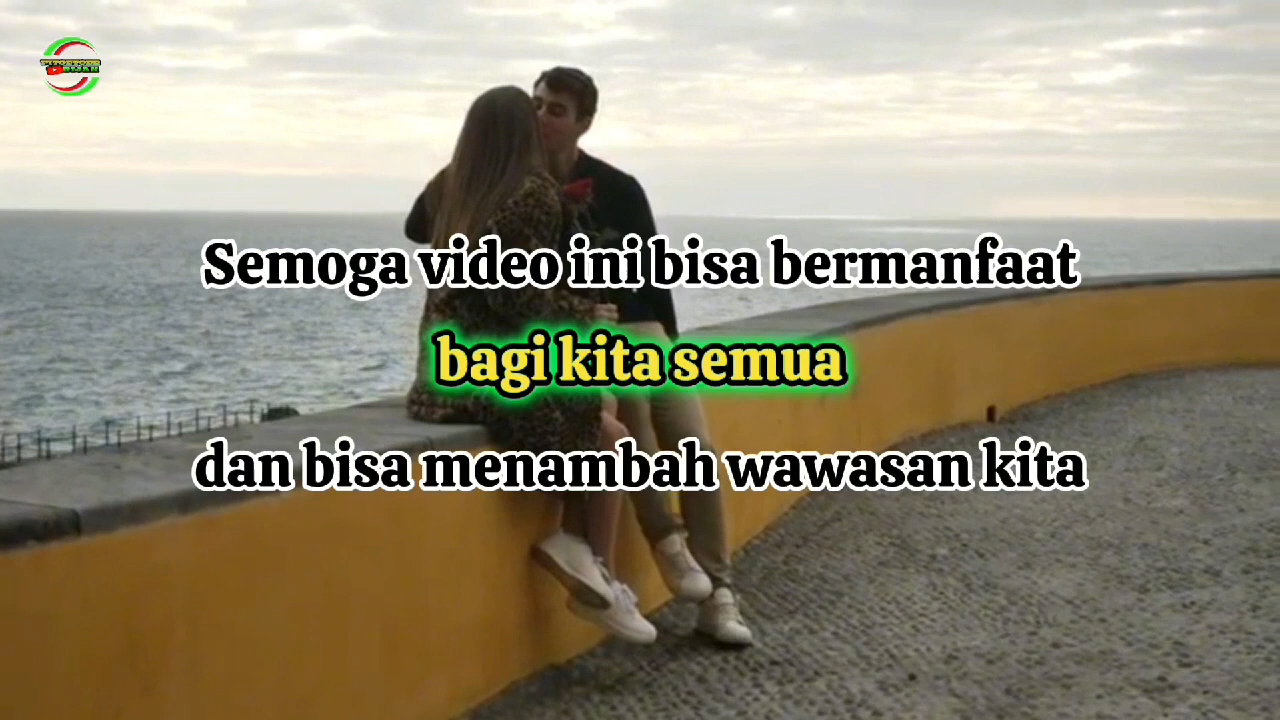 Semoga video ini bisa bermanfaat
bagi kita semua
dan bisa menambah wawasan kita